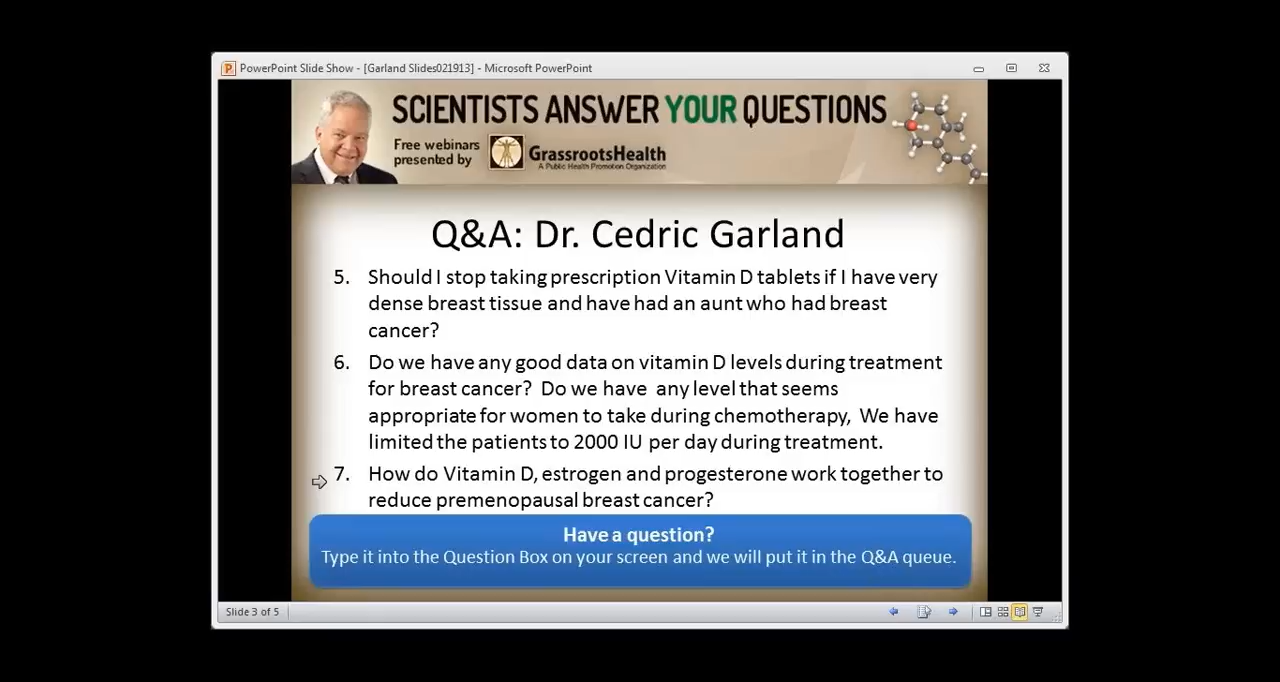 PowerPoint Slide Show - [Garland Slides021913] - Microsoft PowerPoint
SCIENTISTS ANSWER YOUR QUESTIONS
Free webinars
presented by
GrassrootsHealth
A Public Health Promotion Organization
Q&A: Dr. Cedric Garland
5. Should I stop taking prescription Vitamin D tablets if I have very
dense breast tissue and have had an aunt who had breast
cancer?
6. Do we have any good data on vitamin D levels during treatment
for breast cancer? Do we have any level that seems
appropriate for women to take during chemotherapy, We have
limited the patients to 2000 IU per day during treatment.
7. How do Vitamin D, estrogen and progesterone work together to
reduce premenopausal breast cancer?
Have a question?
Type it into the Question Box on your screen and we will put it in the Q&A queue.
Slide 3 of 5